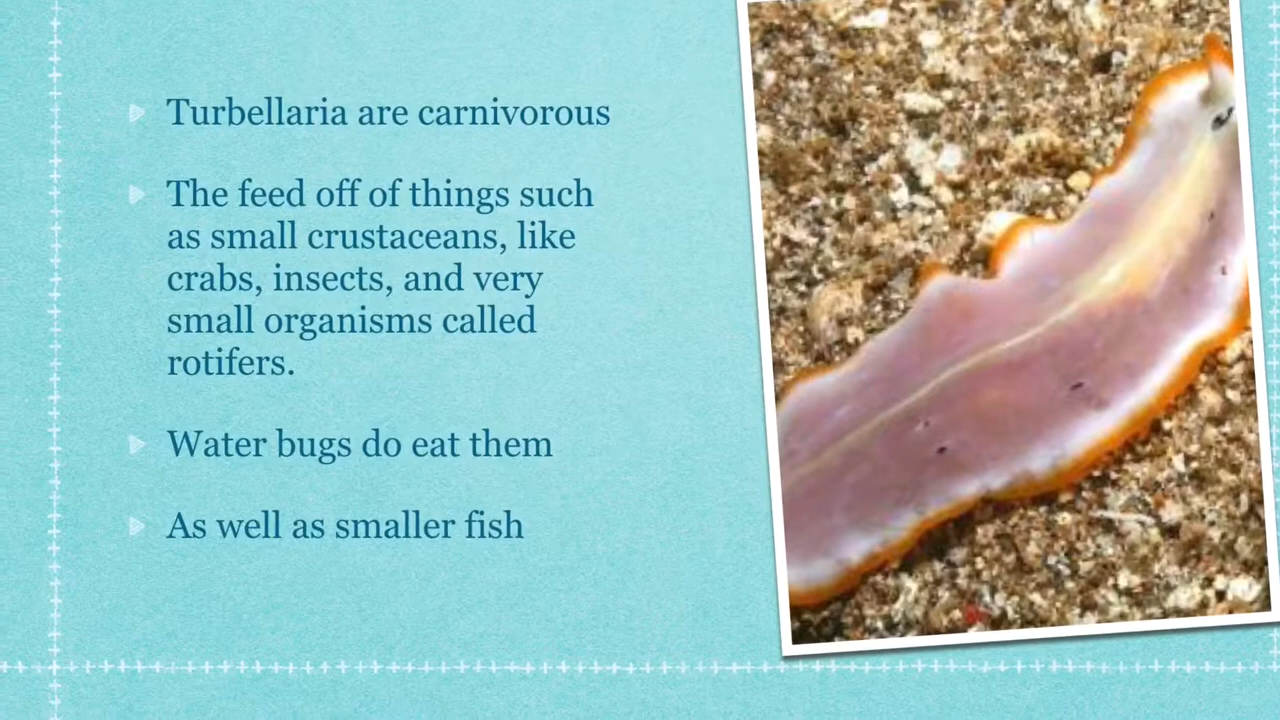 Turbellaria are carnivorous
The feed off of things such
as small crustaceans, like
crabs, insects, and very
small organisms called
rotifers.
Water bugs do eat them
As well as smaller fish